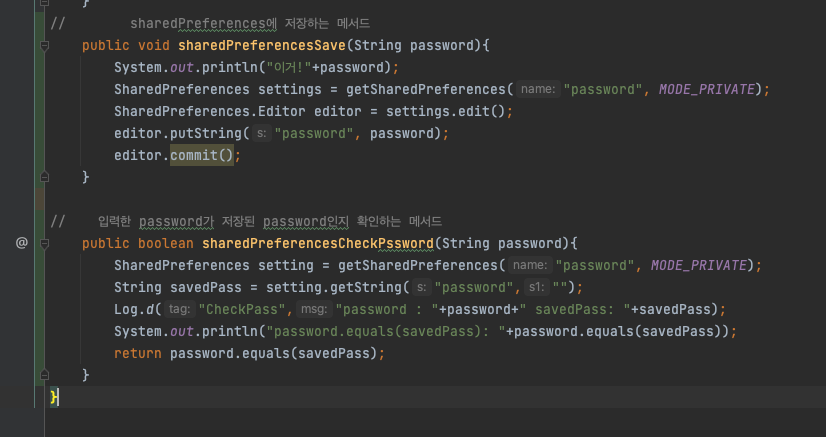 }
//        sharedPreferences에 저장하는 메서드
    public void sharedPreferencesSave(String password){
        System.out.println("이거!"+password);
        SharedPreferences settings = getSharedPreferences( name: "password", MODE_PRIVATE);
        SharedPreferences.Editor editor = settings.edit();
        editor.putString( s: "password", password);
        editor.commit();
    }
//    입력한 password가 저장된 password인지 확인하는 메서드
@
    public boolean sharedPreferencesCheckPssword(String password){
        SharedPreferences setting = getSharedPreferences( name: "password", MODE_PRIVATE);
        String savedPass = setting.getString( s: "password", s1: "");
        Log.d( tag: "CheckPass", msg: "password : "+password+" savedPass: "+savedPass);
        System.out.println("password.equals(savedPass): "+password.equals(savedPass));
        return password.equals(savedPass);
    }
}